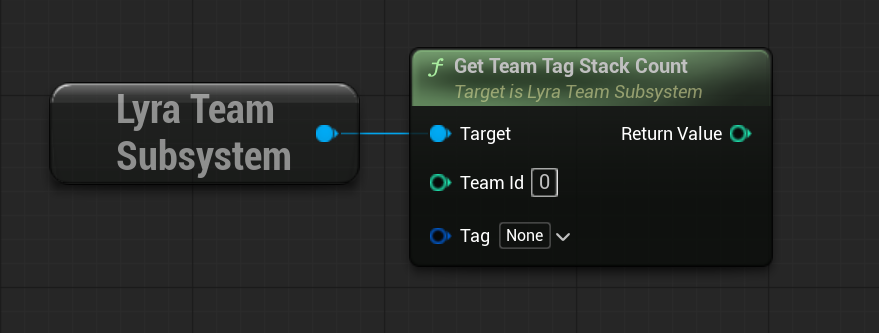 Lyra Team
Subsystem
f Get Team Tag Stack Count
Target is Lyra Team Subsystem
Target Return Value
Team Id 0
Tag None